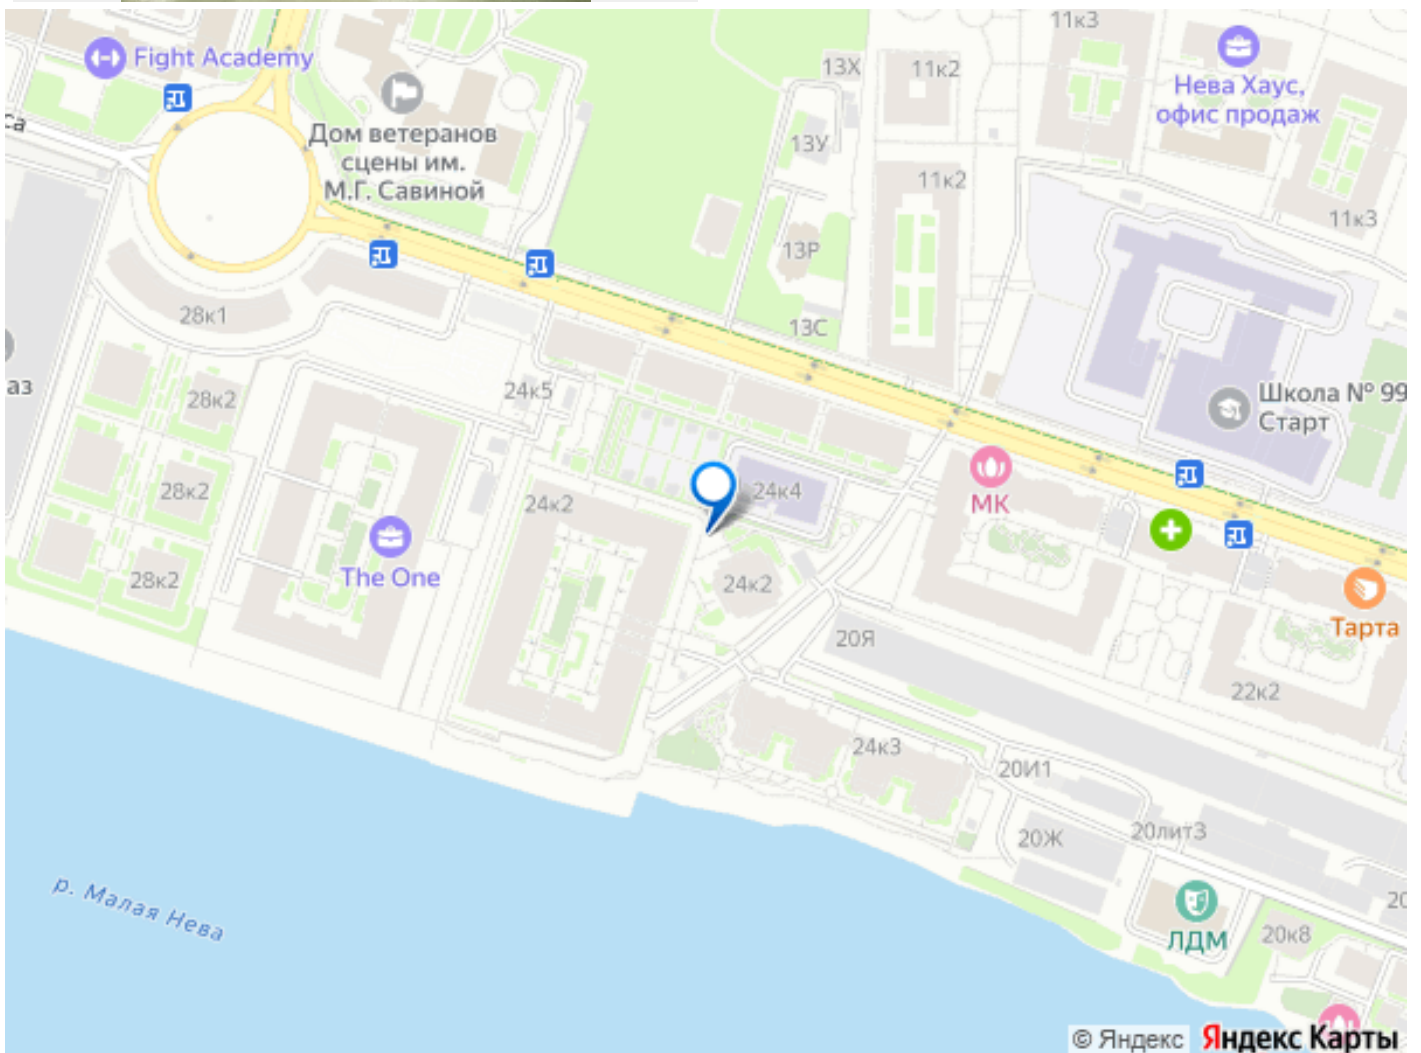 11к3
Fight Academy
13Х
11к2
Нева Хаус,
офис продаж
са
Дом ветеранов
сцены им.
М.Г. Савиной
13У
11к2
11к3
13Р
28к1
13С
аз
28к2
24к5
Школа № 99
Старт
28к2
24к2
24к4
МК
The One
28к2
24к2
Тарта
20Я
22к2
24к3
20И1
20Ж
20лит3
р. Малая Нева
20
ЛДМ
20к8
© Яндекс Яндекс Карты